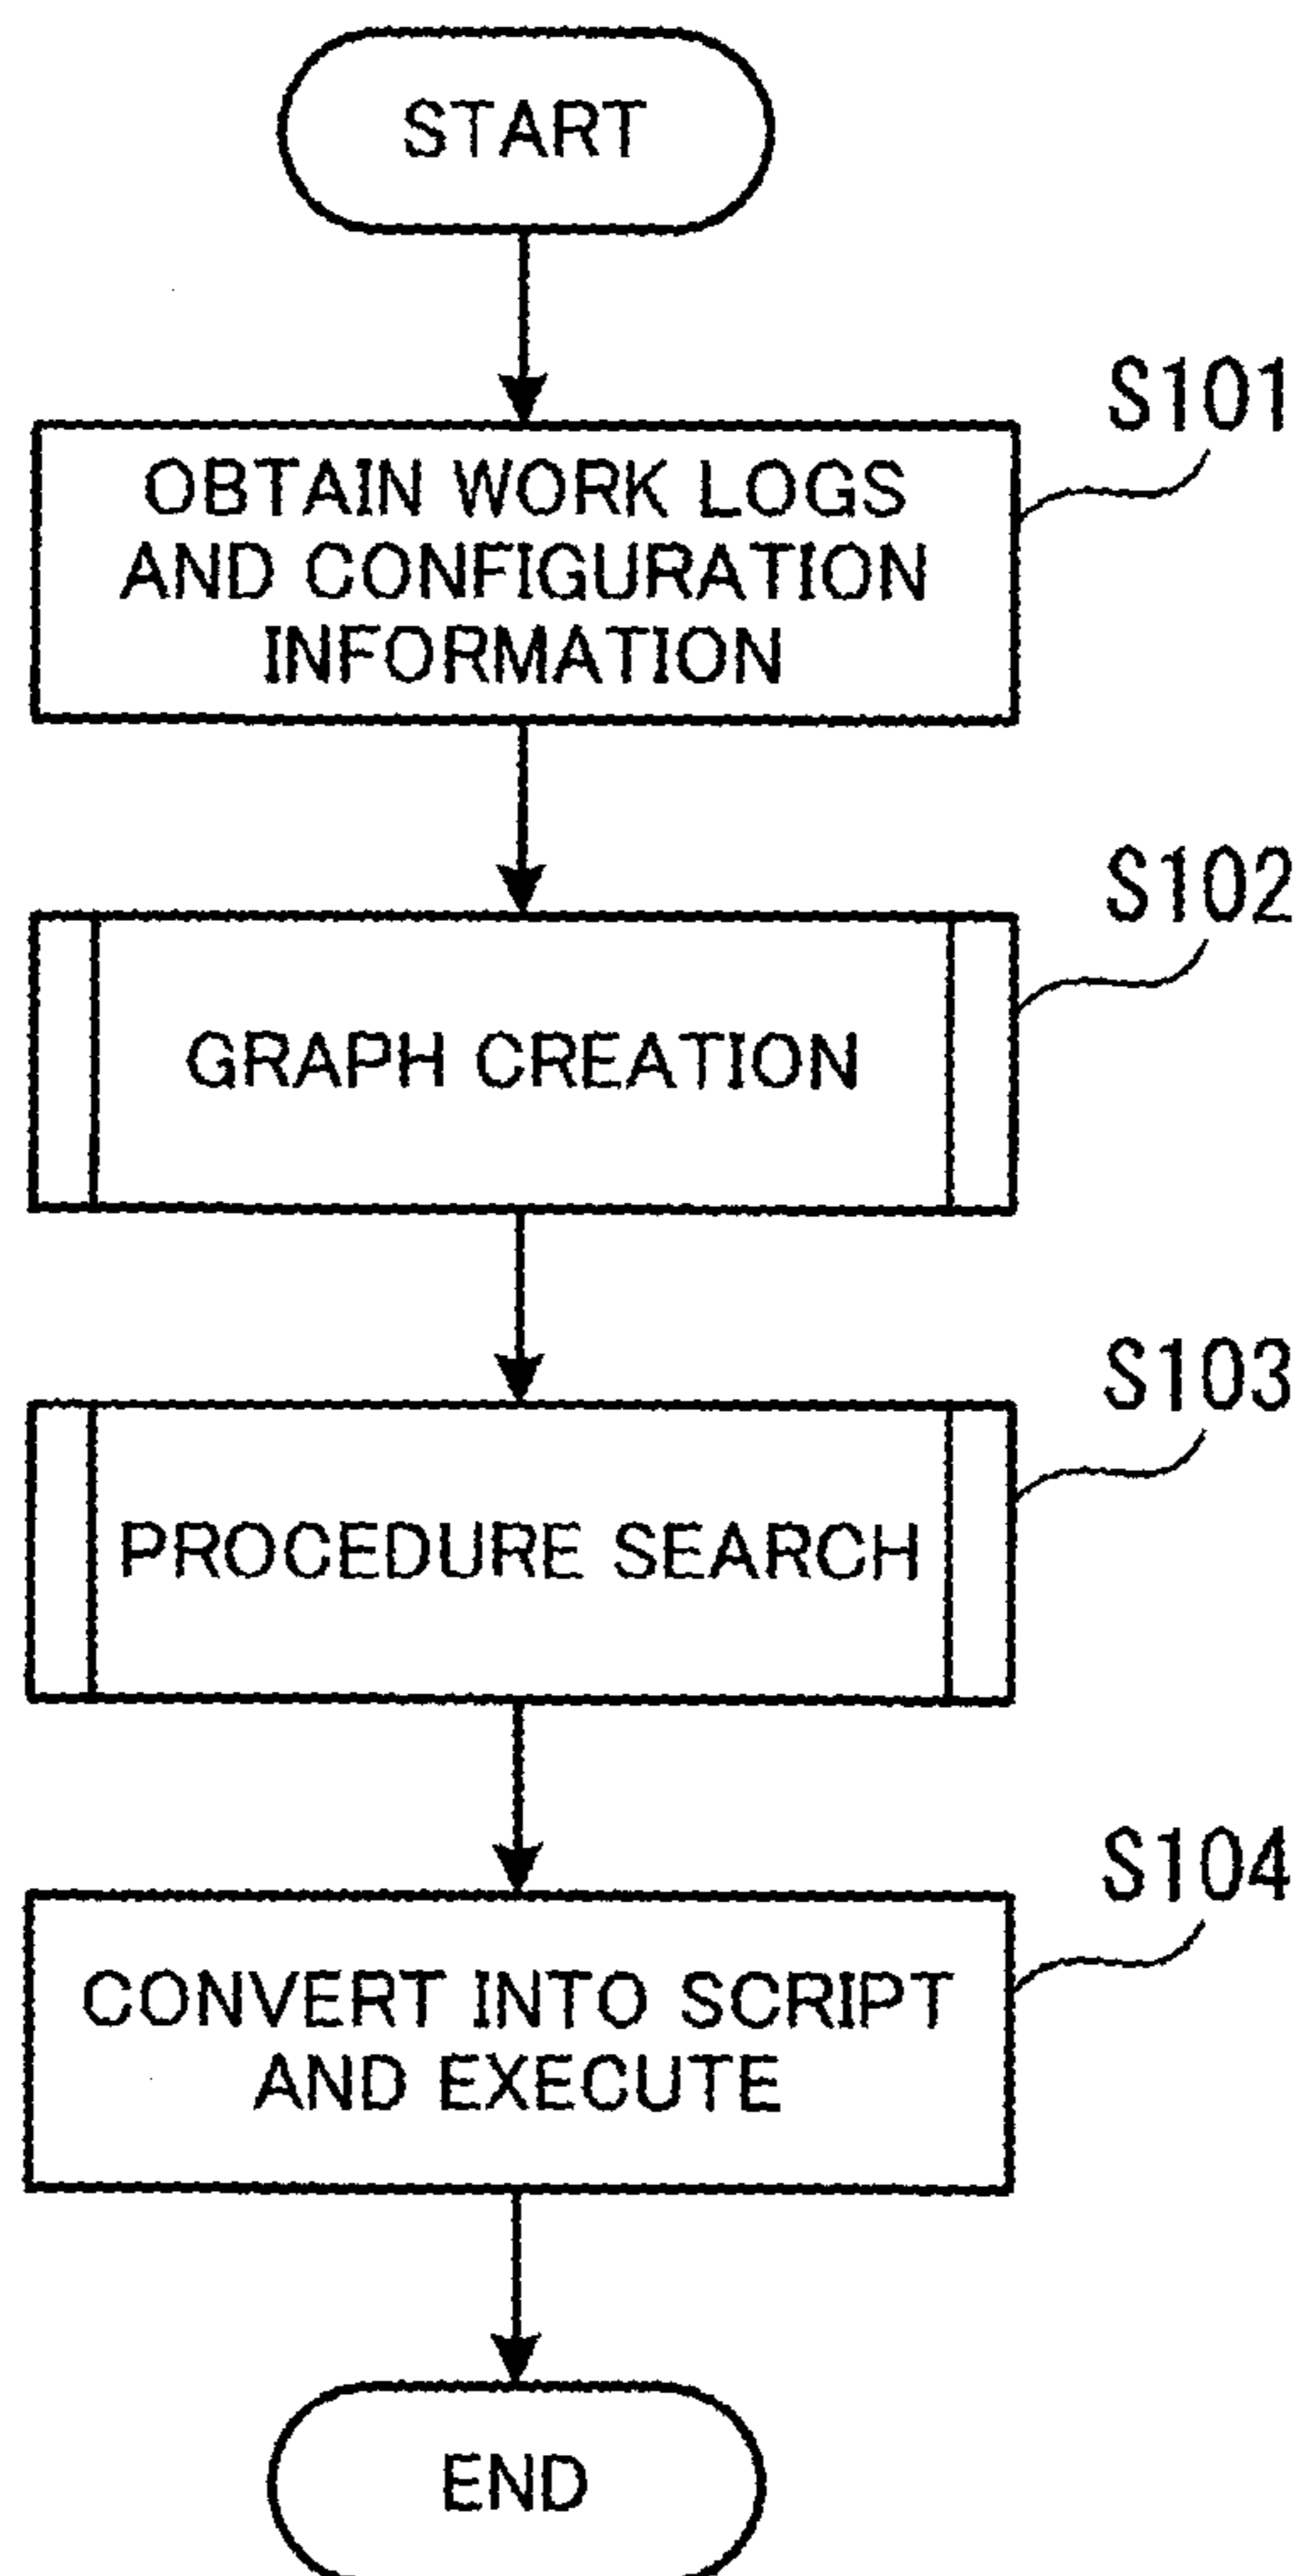 START
S101
OBTAIN WORK LOGS
AND CONFIGURATION
INFORMATION
S102
GRAPH CREATION
S103
PROCEDURE SEARCH
S104
CONVERT INTO SCRIPT
AND EXECUTE
END